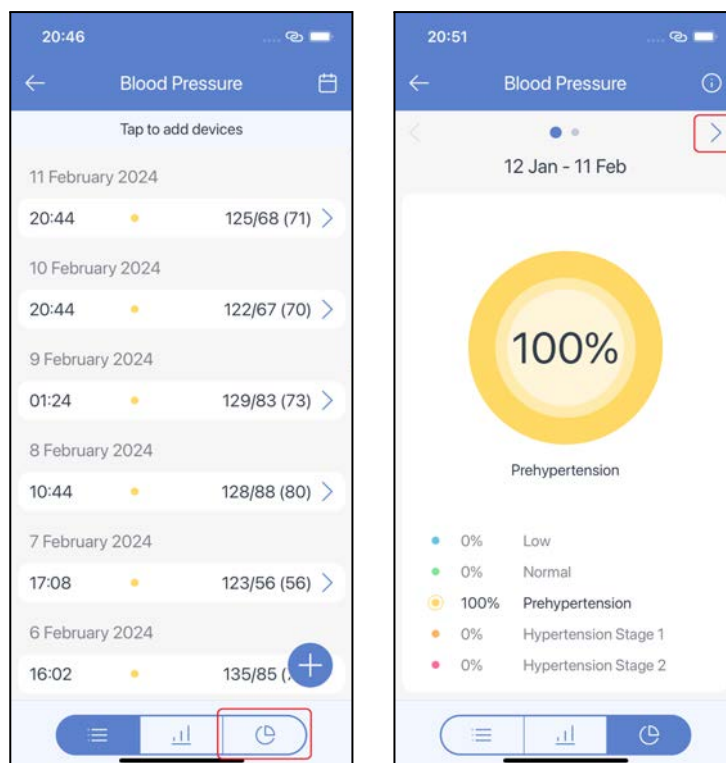 20:46
Blood Pressure
Tap to add devices
11 February 2024
20:44 125/68 (71)
10 February 2024
20:44 122/67 (70)
9 February 2024
01:24 129/83 (73)
8 February 2024
10:44 128/88 (80)
7 February 2024
17:08 123/56 (56)
6 February 2024
16:02 135/85 (
20:51
Blood Pressure
12 Jan - 11 Feb
100%
Prehypertension
0% Low
0% Normal
100% Prehypertension
0% Hypertension Stage 1
0% Hypertension Stage 2